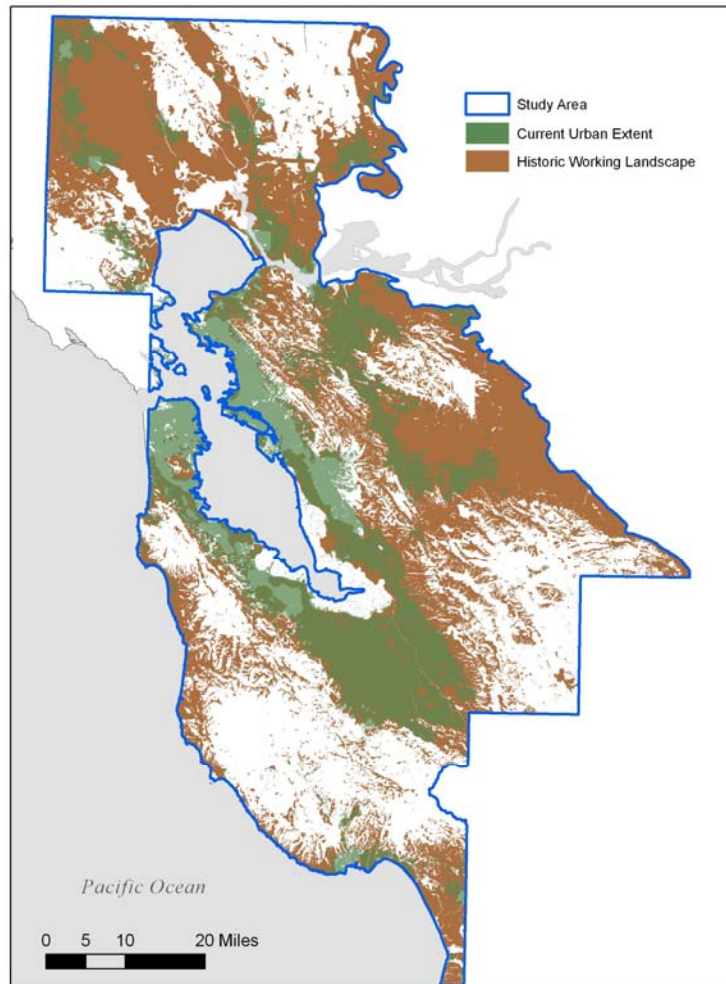 Study Area
Current Urban Extent
Historic Working Landscape
Pacific Ocean
0 5 10 20 Miles